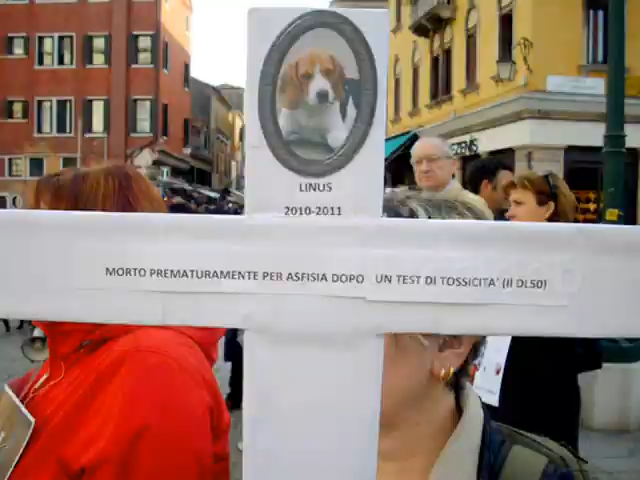 LINUS
2010-2011
MORTO PREMATURAMENTE PER ASFISIA DOPO UN TEST DI TOSSICITA' (Il DL50)